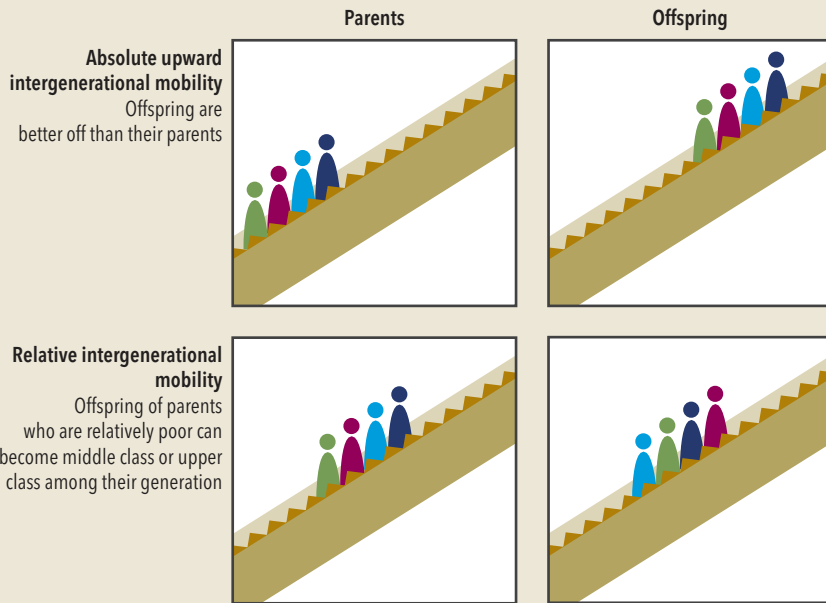 Parents
Offspring
Absolute upward
intergenerational mobility
Offspring are
better off than their parents
Relative intergenerational
mobility
Offspring of parents
who are relatively poor can
become middle class or upper
class among their generation